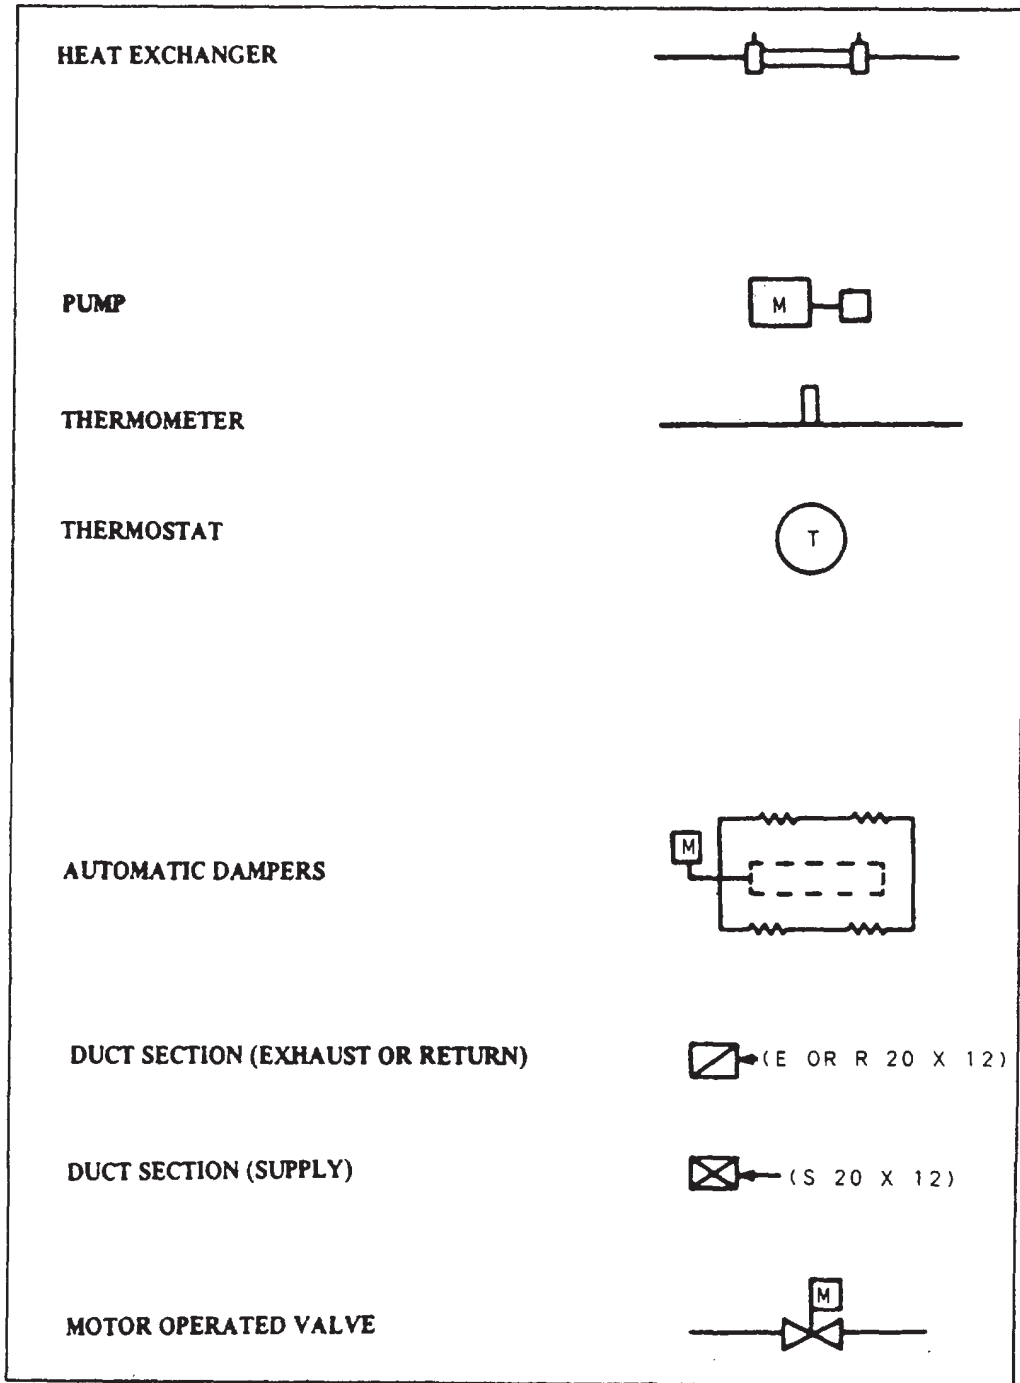 HEAT EXCHANGER
PUMP
M
THERMOMETER
THERMOSTAT
T
M
AUTOMATIC DAMPERS
DUCT SECTION (EXHAUST OR RETURN)
(E OR R 20 X 12)
DUCT SECTION (SUPPLY)
(S 20 X 12)
M
MOTOR OPERATED VALVE